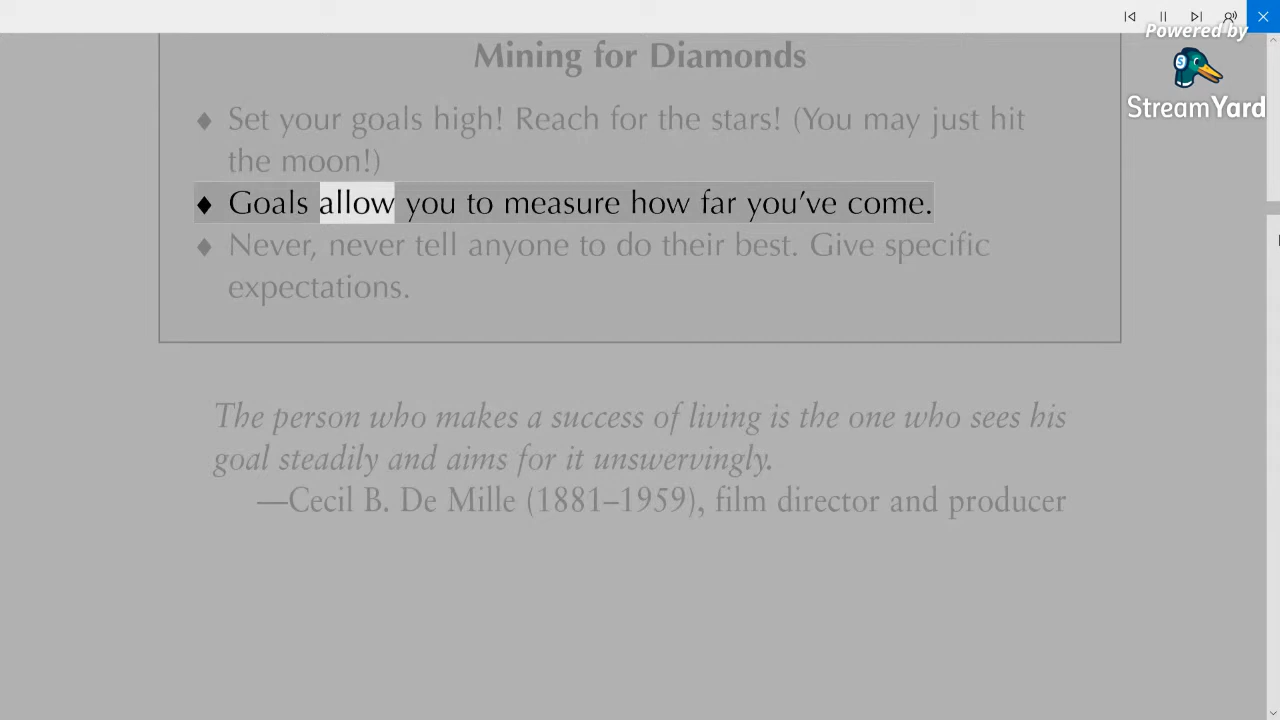 Powered by
StreamYard
Mining for Diamonds
♦ Set your goals high! Reach for the stars! (You may just hit
the moon!)
♦ Goals allow you to measure how far you’ve come.
♦ Never, never tell anyone to do their best. Give specific
expectations.
The person who makes a success of living is the one who sees his
goal steadily and aims for it unswervingly.
—Cecil B. De Mille (1881–1959), film director and producer